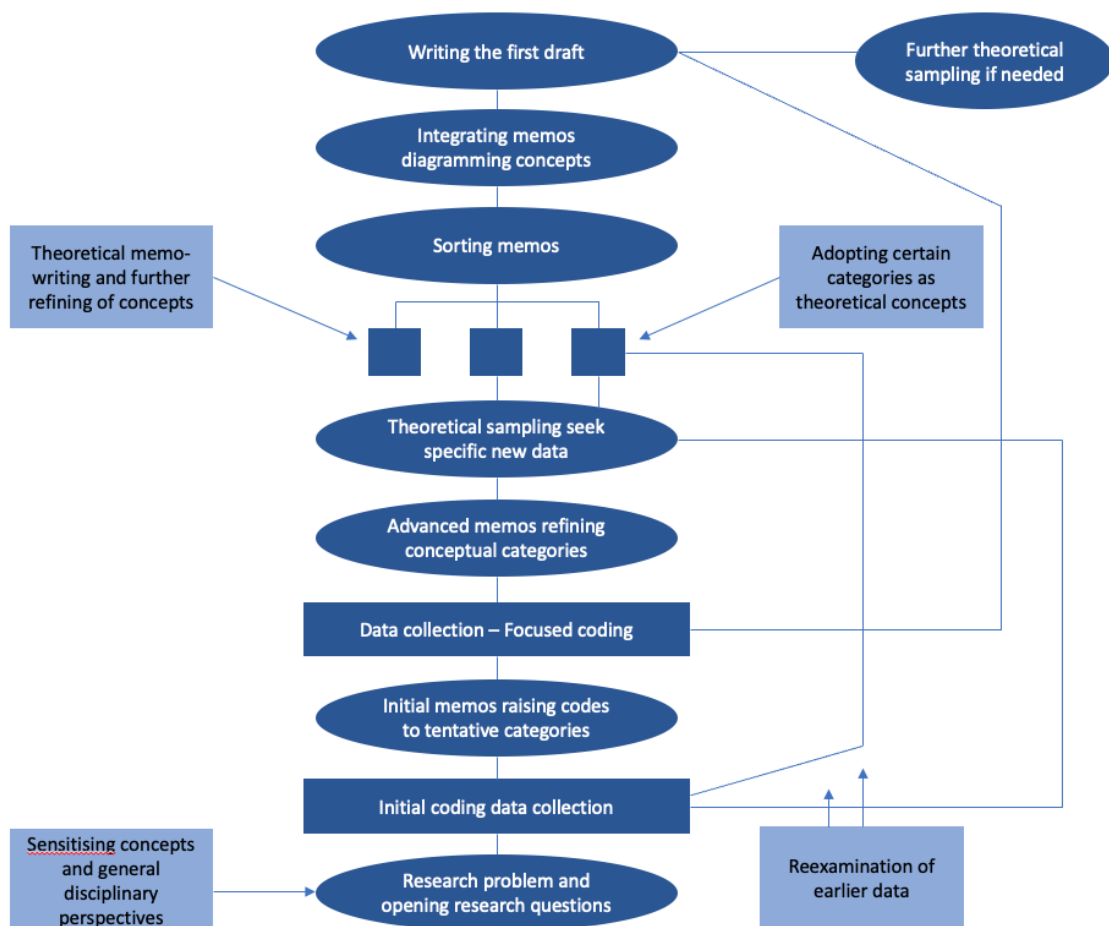 Writing the first draft
Further theoretical
sampling if needed
Integrating memos
diagramming concepts
Sorting memos
Theoretical memo-
writing and further
refining of concepts
Adopting certain
categories as
theoretical concepts
Theoretical sampling seek
specific new data
Advanced memos refining
conceptual categories
Data collection – Focused coding
Initial memos raising codes
to tentative categories
Initial coding data collection
Sensitising concepts
and general
disciplinary
perspectives
Research problem and
opening research questions
Reexamination of
earlier data